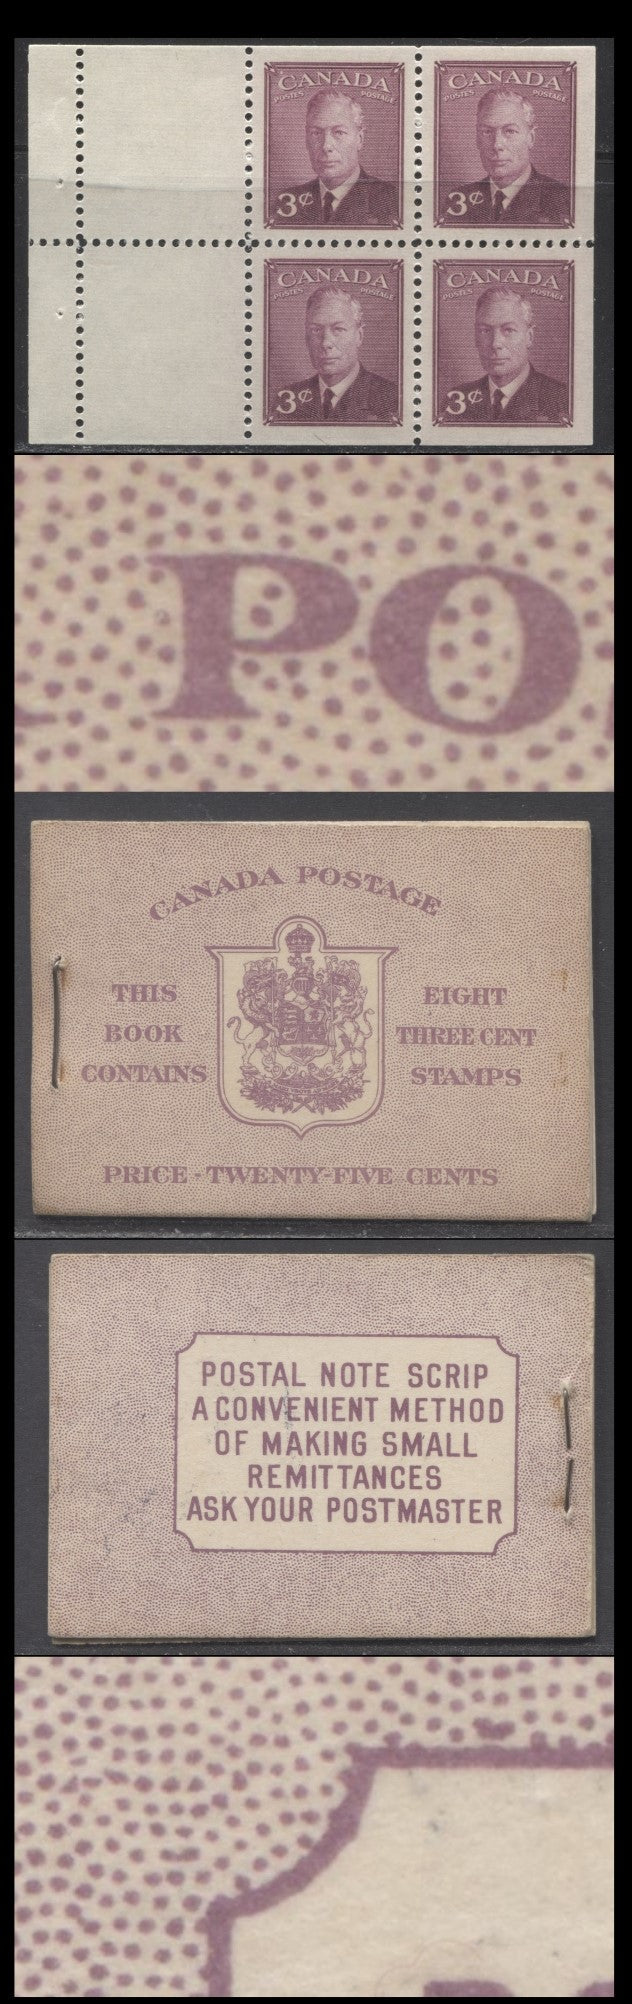 CANADA
POSTES POSTAGE
3¢
CANADA
POSTES POSTAGE
3¢
CANADA
POSTES POSTAGE
3¢
CANADA
POSTES POSTAGE
3¢
PO
CANADA POSTAGE
THIS
BOOK
CONTAINS
EIGHT
THREE CENT
STAMPS
PRICE - TWENTY-FIVE CENTS
POSTAL NOTE SCRIP
A CONVENIENT METHOD
OF MAKING SMALL
REMITTANCES
ASK YOUR POSTMASTER